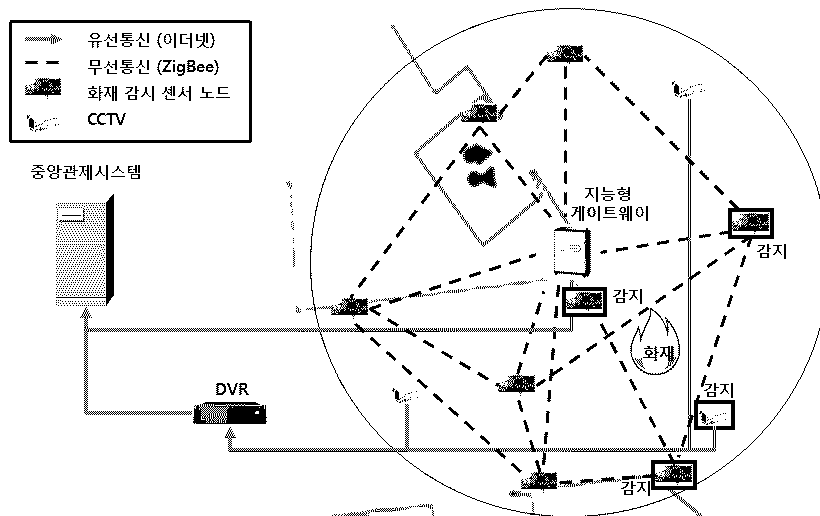 유선통신 (이더넷)
무선통신 (ZigBee)
화재 감시 센서 노드
CCTV
중앙관제시스템
지능형
게이트웨이
감지
감지
화재
DVR
감지
감지